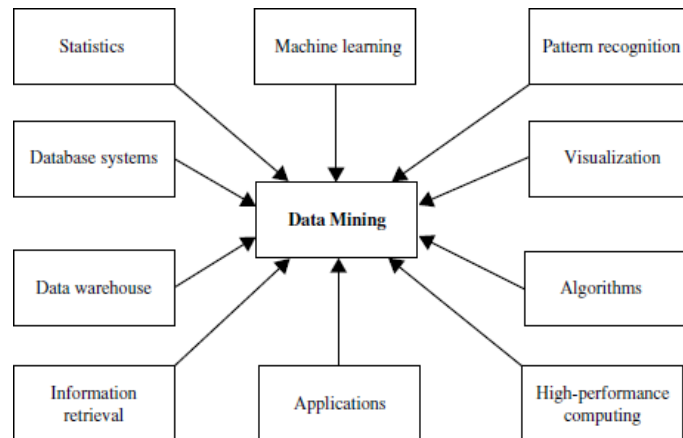 Statistics
Machine learning
Pattern recognition
Database systems
Visualization
Data Mining
Data warehouse
Algorithms
Information
retrieval
Applications
High-performance
computing